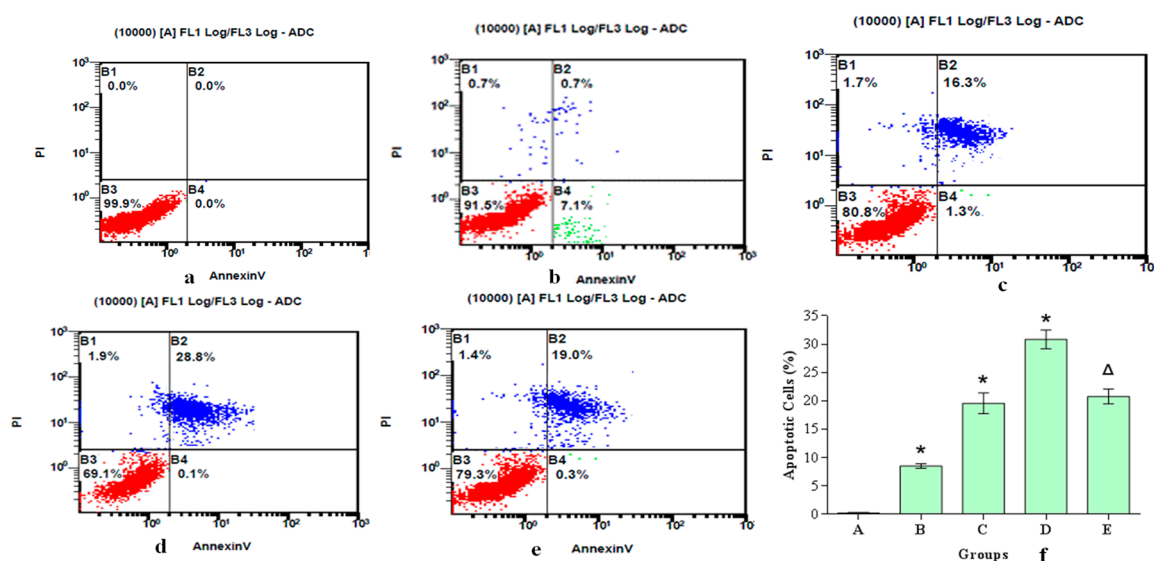 (10000) [A] FL1 Log/FL3 Log - ADC
10³
10²
10¹
10⁰
PI
B1
0.0%
B2
0.0%
B3
99.9%
B4
0.0%
10⁰ 10¹ 10² 1
AnnexinV
a
(10000) [A] FL1 Log/FL3 Log - ADC
10³
10²
10¹
10⁰
PI
B1
0.7%
B2
0.7%
B3
91.5%
B4
7.1%
10⁰ 10¹ 10² 10³
AnnexinV
b
(10000) [A] FL1 Log/FL3 Log - ADC
10³
10²
10¹
10⁰
PI
B1
1.7%
B2
16.3%
B3
80.8%
B4
1.3%
10⁰ 10¹ 10² 10³
AnnexinV
c
(10000) [A] FL1 Log/FL3 Log - ADC
10³
10²
10¹
10⁰
PI
B1
1.9%
B2
28.8%
B3
69.1%
B4
0.1%
10⁰ 10¹ 10² 10³
AnnexinV
d
(10000) [A] FL1 Log/FL3 Log - ADC
10³
10²
10¹
10⁰
PI
B1
1.4%
B2
19.0%
B3
79.3%
B4
0.3%
10⁰ 10¹ 10² 10³
AnnexinV
e
Apoptotic Cells (%)
35
30
25
20
15
10
5
0
* * * Δ
A B C D E
Groups f